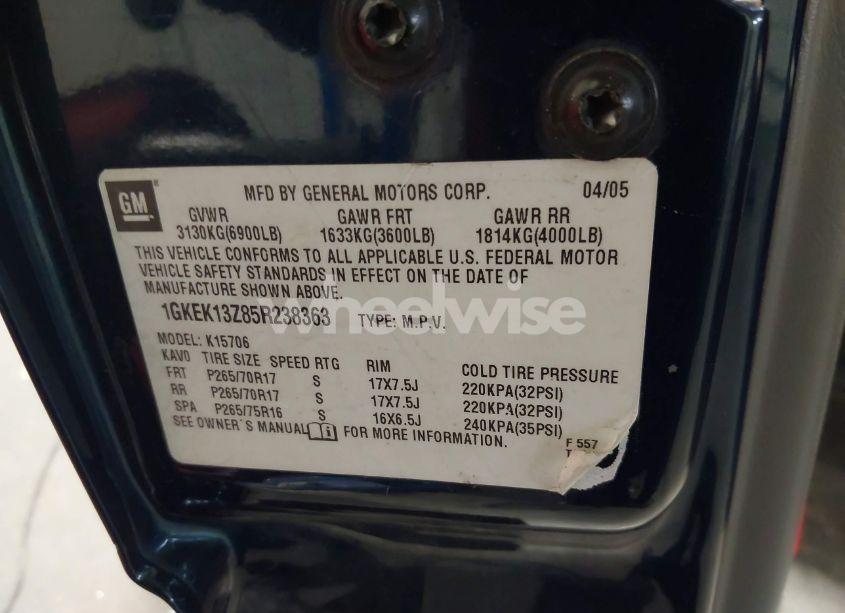 GM
MFD BY GENERAL MOTORS CORP. 04/05
GVWR GAWR FRT GAWR RR
3130KG(6900LB) 1633KG(3600LB) 1814KG(4000LB)
THIS VEHICLE CONFORMS TO ALL APPLICABLE U.S. FEDERAL MOTOR
VEHICLE SAFETY STANDARDS IN EFFECT ON THE DATE OF
MANUFACTURE SHOWN ABOVE.
1GKEK13Z85R238363 TYPE: M.P.V.
wheelwise
MODEL: K15706
KAVO TIRE SIZE SPEED RTG RIM COLD TIRE PRESSURE
FRT P265/70R17 S 17X7.5J 220KPA(32PSI)
RR P265/70R17 S 17X7.5J 220KPA(32PSI)
SPA P265/75R16 S 16X6.5J 240KPA(35PSI)
SEE OWNER'S MANUAL FOR MORE INFORMATION.
F 557
T